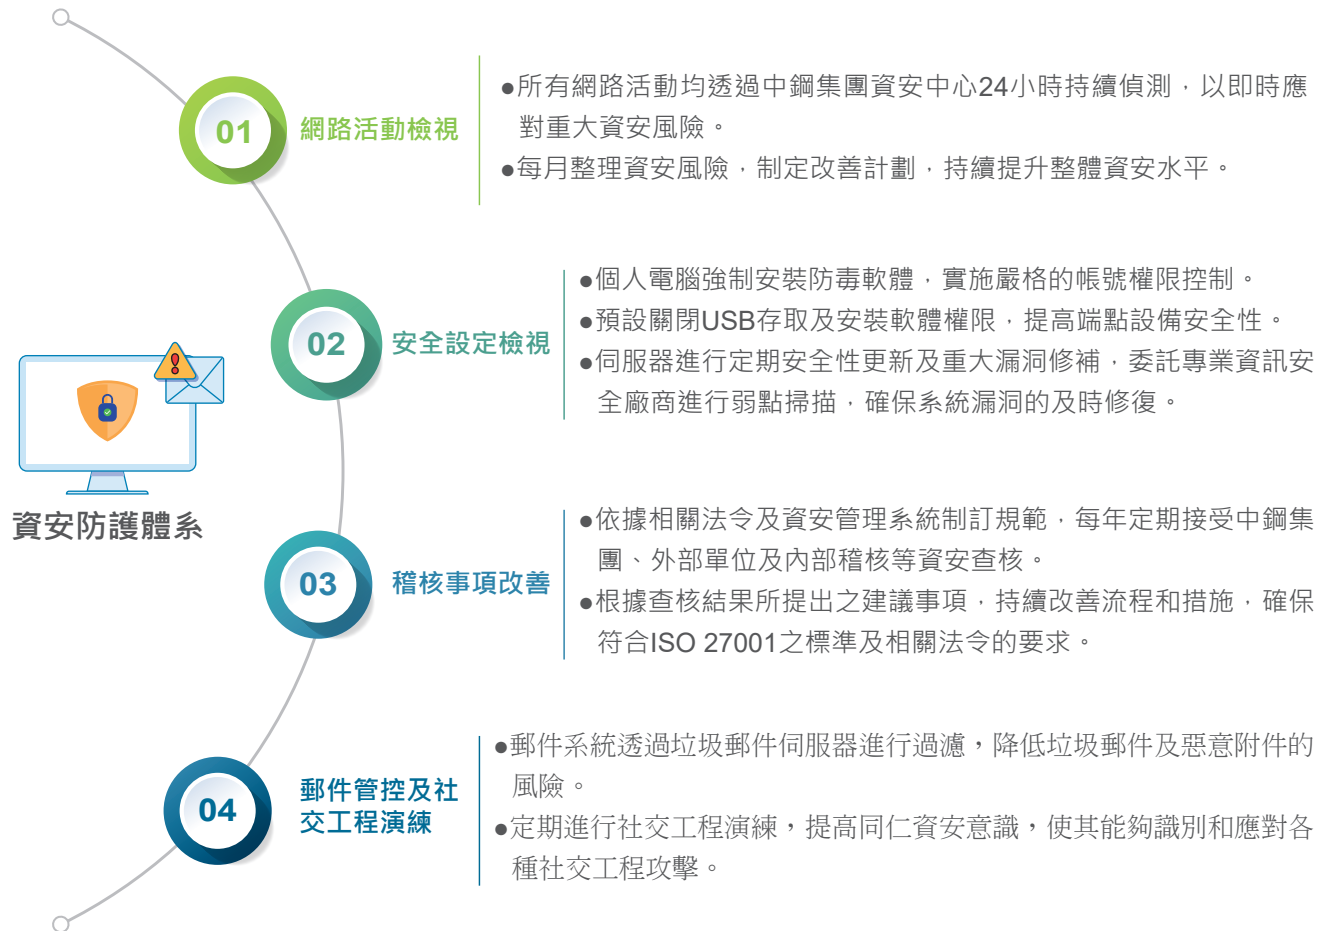 01
網路活動檢視
●所有網路活動均透過中鋼集團資安中心24小時持續偵測，以即時應
對重大資安風險。
●每月整理資安風險，制定改善計劃，持續提升整體資安水平。
02
安全設定檢視
●個人電腦強制安裝防毒軟體，實施嚴格的帳號權限控制。
●預設關閉USB存取及安裝軟體權限，提高端點設備安全性。
●伺服器進行定期安全性更新及重大漏洞修補，委託專業資訊安
全廠商進行弱點掃描，確保系統漏洞的及時修復。
資安防護體系
03
稽核事項改善
●依據相關法令及資安管理系統制訂規範，每年定期接受中鋼集
團、外部單位及內部稽核等資安查核。
●根據查核結果所提出之建議事項，持續改善流程和措施，確保
符合ISO 27001之標準及相關法令的要求。
04
郵件管控及社
交工程演練
●郵件系統透過垃圾郵件伺服器進行過濾，降低垃圾郵件及惡意附件的
風險。
●定期進行社交工程演練，提高同仁資安意識，使其能夠識別和應對各
種社交工程攻擊。